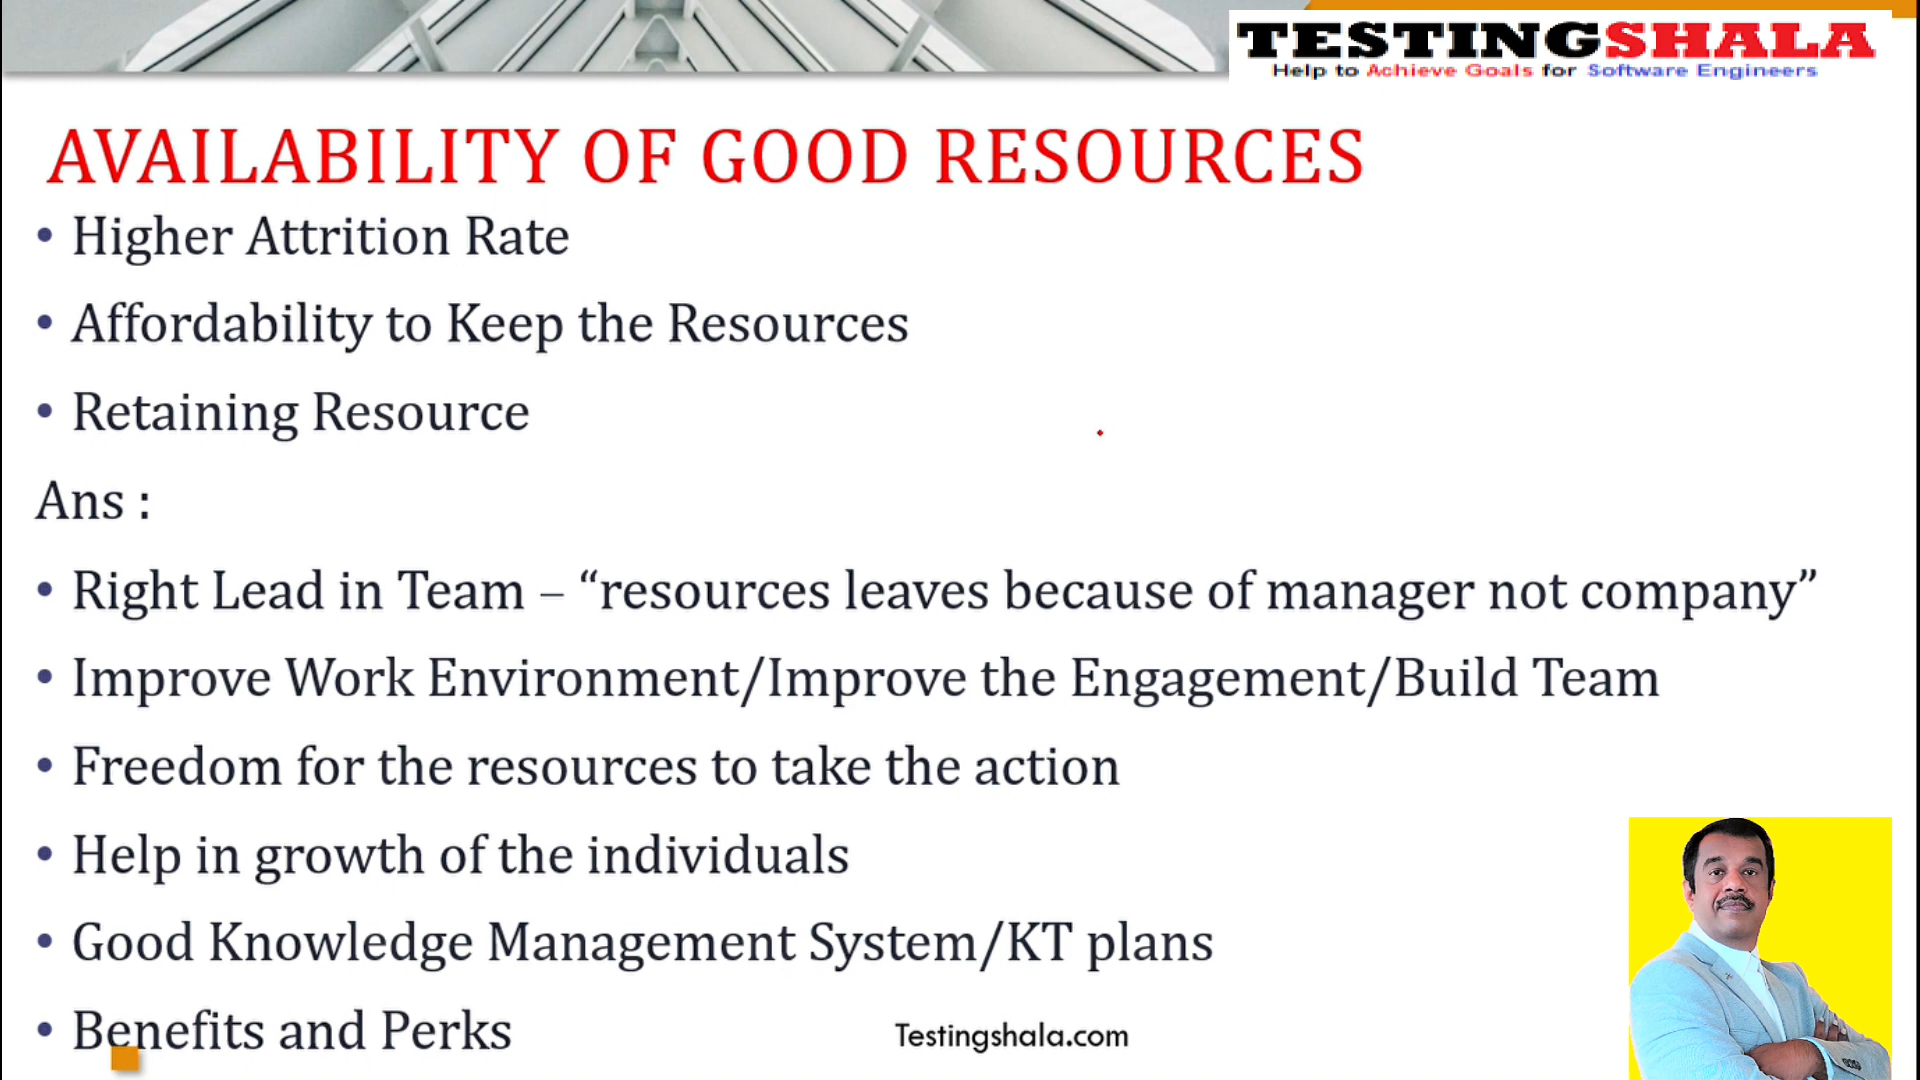 TESTINGSHALA
Help to Achieve Goals for Software Engineers
AVAILABILITY OF GOOD RESOURCES
• Higher Attrition Rate
• Affordability to Keep the Resources
• Retaining Resource
Ans :
• Right Lead in Team – “resources leaves because of manager not company”
• Improve Work Environment/Improve the Engagement/Build Team
• Freedom for the resources to take the action
• Help in growth of the individuals
• Good Knowledge Management System/KT plans
• Benefits and Perks
Testingshala.com